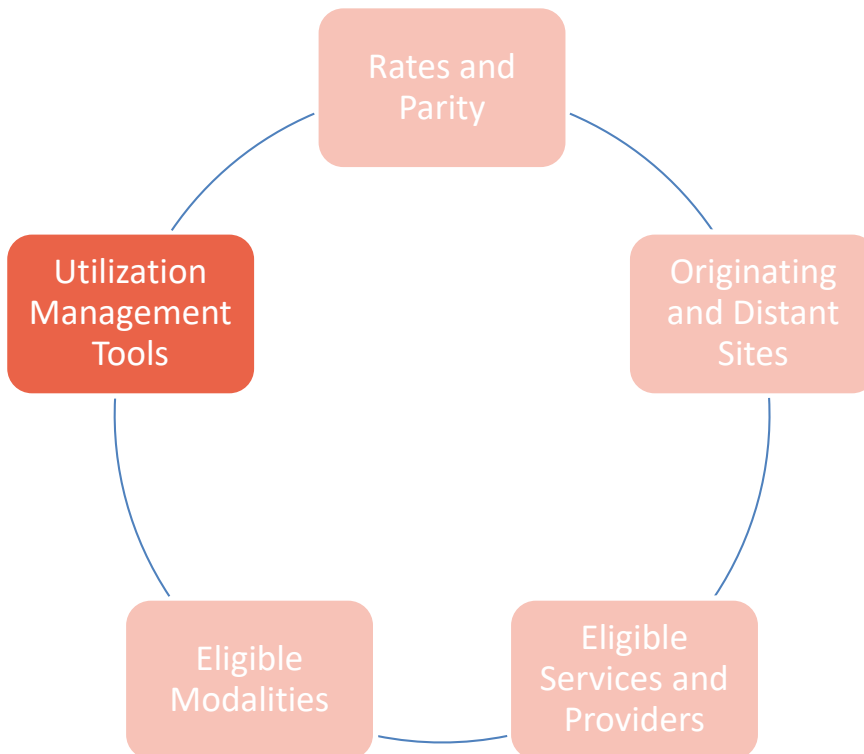 Rates and
Parity
Originating
and Distant
Sites
Eligible
Services and
Providers
Eligible
Modalities
Utilization
Management
Tools